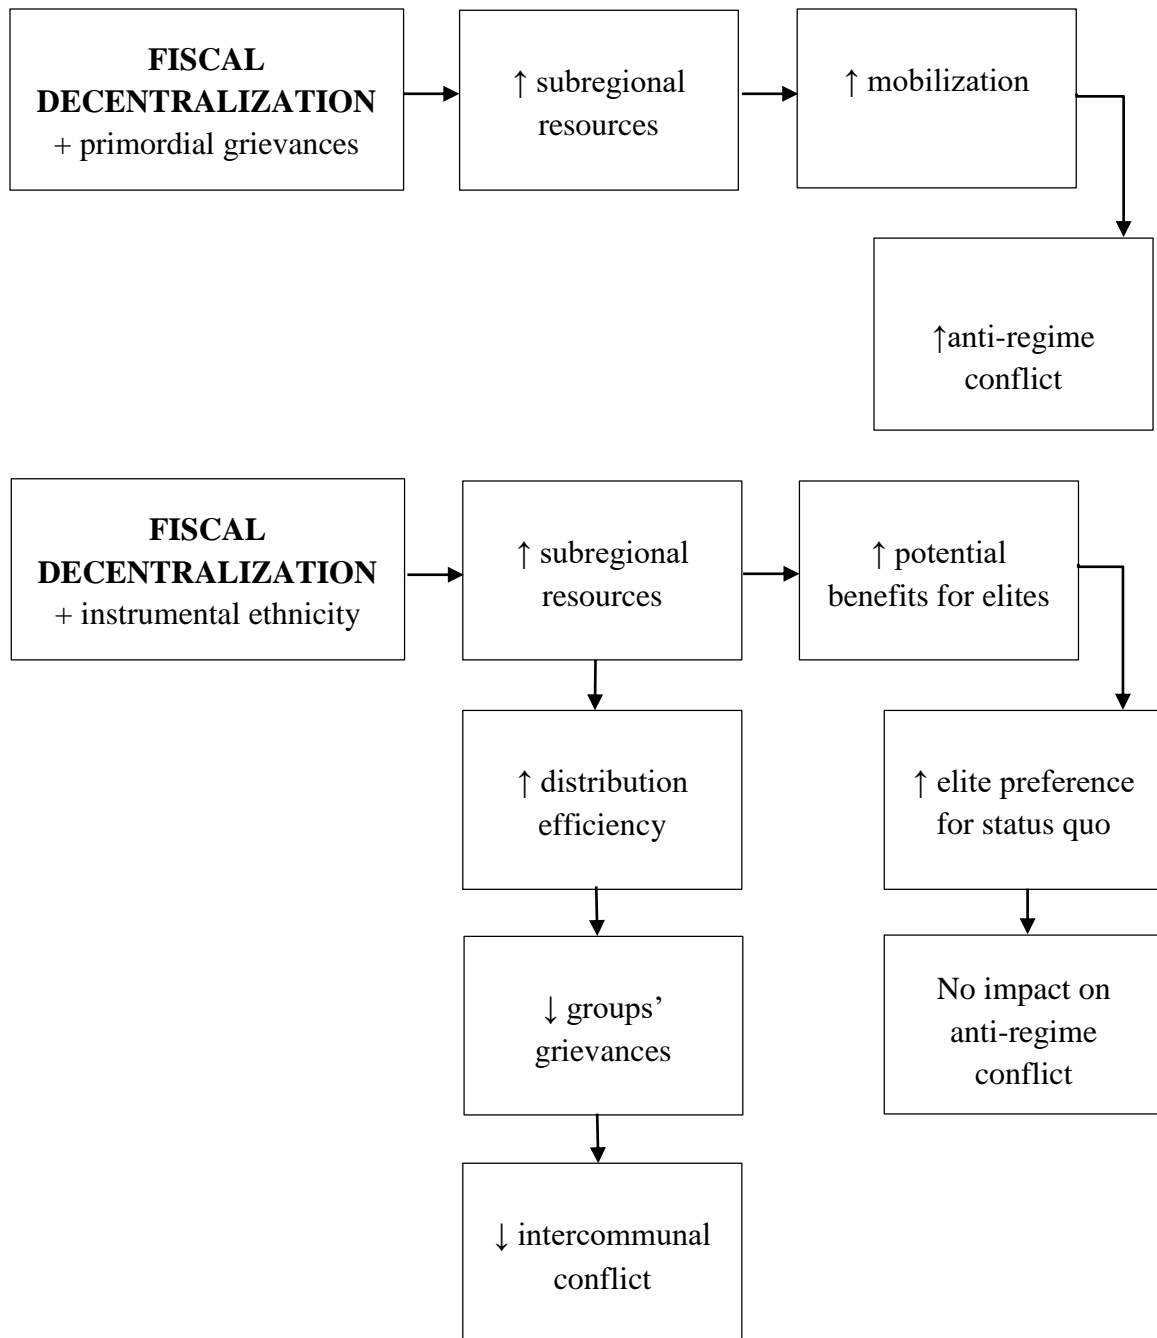 FISCAL
DECENTRALIZATION
+ primordial grievances
↑ subregional
resources
↑ mobilization
↑anti-regime
conflict
FISCAL
DECENTRALIZATION
+ instrumental ethnicity
↑ subregional
resources
↑ potential
benefits for elites
↑ distribution
efficiency
↑ elite preference
for status quo
↓ groups’
grievances
No impact on
anti-regime
conflict
↓ intercommunal
conflict